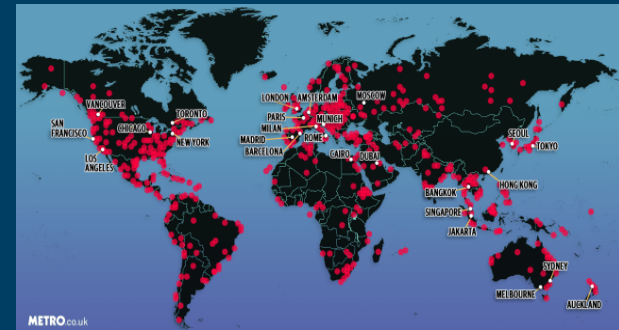 LONDON
AMSTERDAM
MOSCOW
VANCOUVER
TORONTO
PARIS
MUNICH
SAN
FRANCISCO
CHICAGO
MILAN
SEOUL
NEW YORK
MADRID
ROME
TOKYO
LOS
ANGELES
BARCELONA
CAIRO
DUBAI
HONG KONG
BANGKOK
SINGAPORE
JAKARTA
SYDNEY
MELBOURNE
AUCKLAND
METRO.co.uk